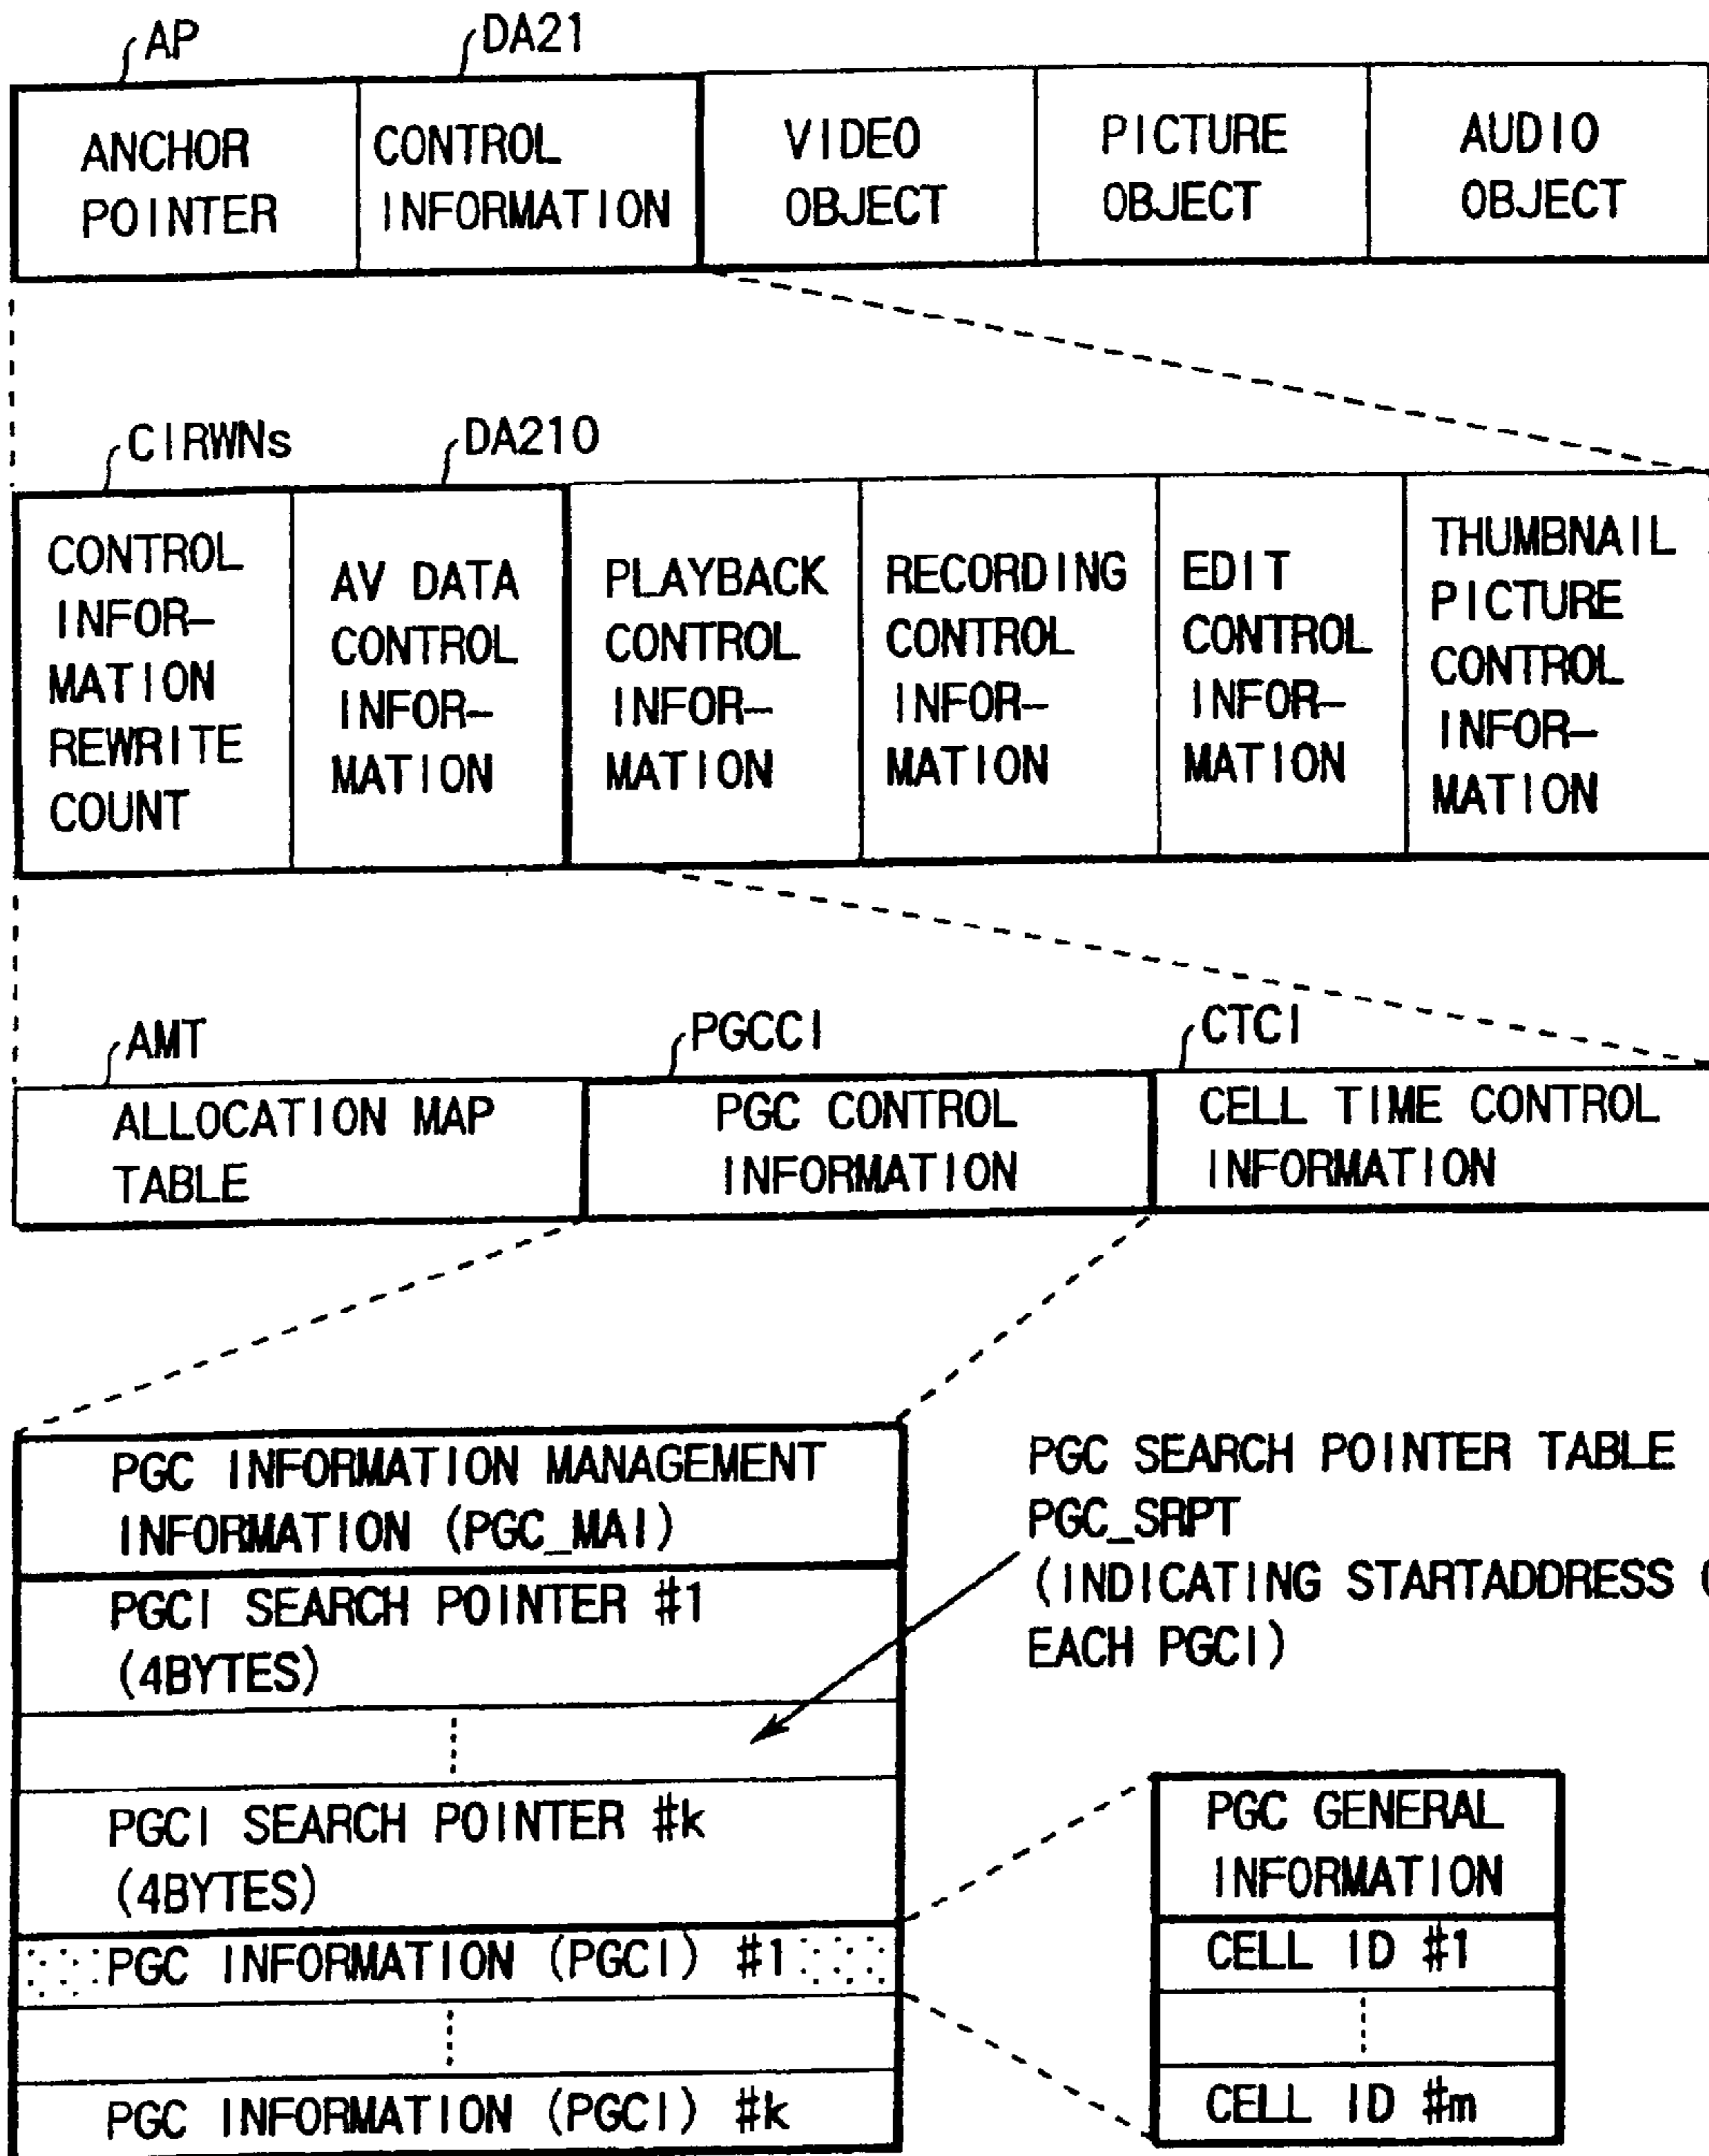 AP
DA21
ANCHOR
POINTER
CONTROL
INFORMATION
VIDEO
OBJECT
PICTURE
OBJECT
AUDIO
OBJECT
CIRWNs
DA210
CONTROL
INFOR-
MATION
REWRITE
COUNT
AV DATA
CONTROL
INFOR-
MATION
PLAYBACK
CONTROL
INFOR-
MATION
RECORDING
CONTROL
INFOR-
MATION
EDIT
CONTROL
INFOR-
MATION
THUMBNAIL
PICTURE
CONTROL
INFOR-
MATION
AMT
PGCCI
CTCI
ALLOCATION MAP
TABLE
PGC CONTROL
INFORMATION
CELL TIME CONTROL
INFORMATION
PGC INFORMATION MANAGEMENT
INFORMATION (PGC_MAI)
PGCI SEARCH POINTER #1
(4BYTES)
PGCI SEARCH POINTER #k
(4BYTES)
PGC INFORMATION (PGCI) #1
PGC INFORMATION (PGCI) #k
PGC SEARCH POINTER TABLE
PGC_SRPT
(INDICATING STARTADDRESS
EACH PGCI)
PGC GENERAL
INFORMATION
CELL ID #1
CELL ID #m